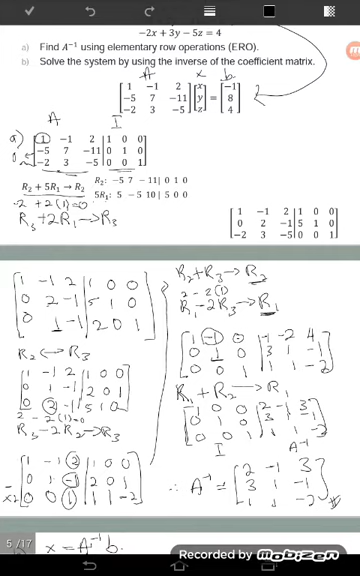 -2x + 3y - 5z = 4
a) Find A⁻¹ using elementary row operations (ERO).
b) Solve the system by using the inverse of the coefficient matrix.
A x b
[1 -1 2] [x] = [-1]
[-5 7 -11] [y] [8]
[-2 3 -5] [z] [4]
A I
a) [1 -1 2 | 1 0 0]
[-5 7 -11 | 0 1 0]
[-2 3 -5 | 0 0 1]
R₂ + 5R₁ → R₂ R₂: -5 7 -11| 0 1 0
-2 + 2(1) = 0 5R₁: 5 -5 10| 5 0 0
R₃ + 2R₁ → R₃
[1 -1 2 | 1 0 0]
[0 2 -1 | 5 1 0]
[-2 3 -5 | 0 0 1]
[1 -1 2 | 1 0 0]
[0 2 -1 | 5 1 0]
[0 1 -1 | 2 0 1]
R₂ ↔ R₃
[1 -1 2 | 1 0 0]
[0 1 -1 | 2 0 1]
[0 2 -1 | 5 1 0]
2 - 2(1) = 0
R₃ - 2R₂ → R₃
[1 -1 2 | 1 0 0]
[0 1 -1 | 2 0 1]
[0 0 1 | 1 1 -2]
R₂ + R₃ → R₂
2 - 2(1)
R₁ - 2R₃ → R₁
[1 -1 0 | -1 -2 4]
[0 1 0 | 3 1 -1]
[0 0 1 | 1 1 -2]
R₁ + R₂ → R₁
[1 0 0 | 2 -1 3]
[0 1 0 | 3 1 -1]
[0 0 1 | 1 1 -2]
I A⁻¹
∴ A⁻¹ = [2 -1 3]
[3 1 -1]
[1 1 -2] #
5 / 17
x = A⁻¹ b.
Recorded by Mobizen